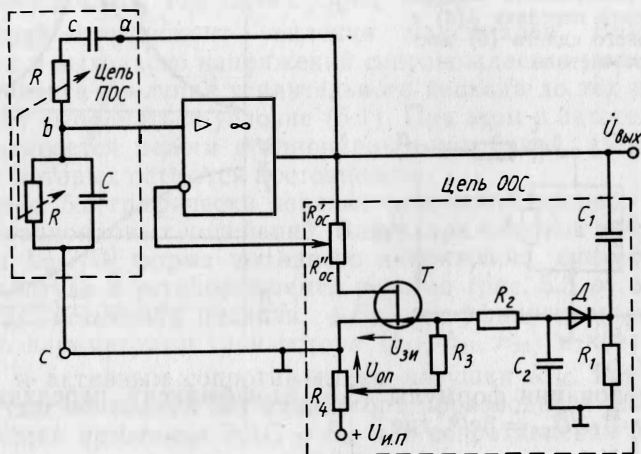 C
a
R
Цепь
ПОС
b
▷ ∞
U̇вых
R
C
Цепь ООС
R'ос
R''ос
C₁
T
R₂
Д
Uзи
c
Uоп
R₃
C₂
R₁
R₄
+ Uи.п